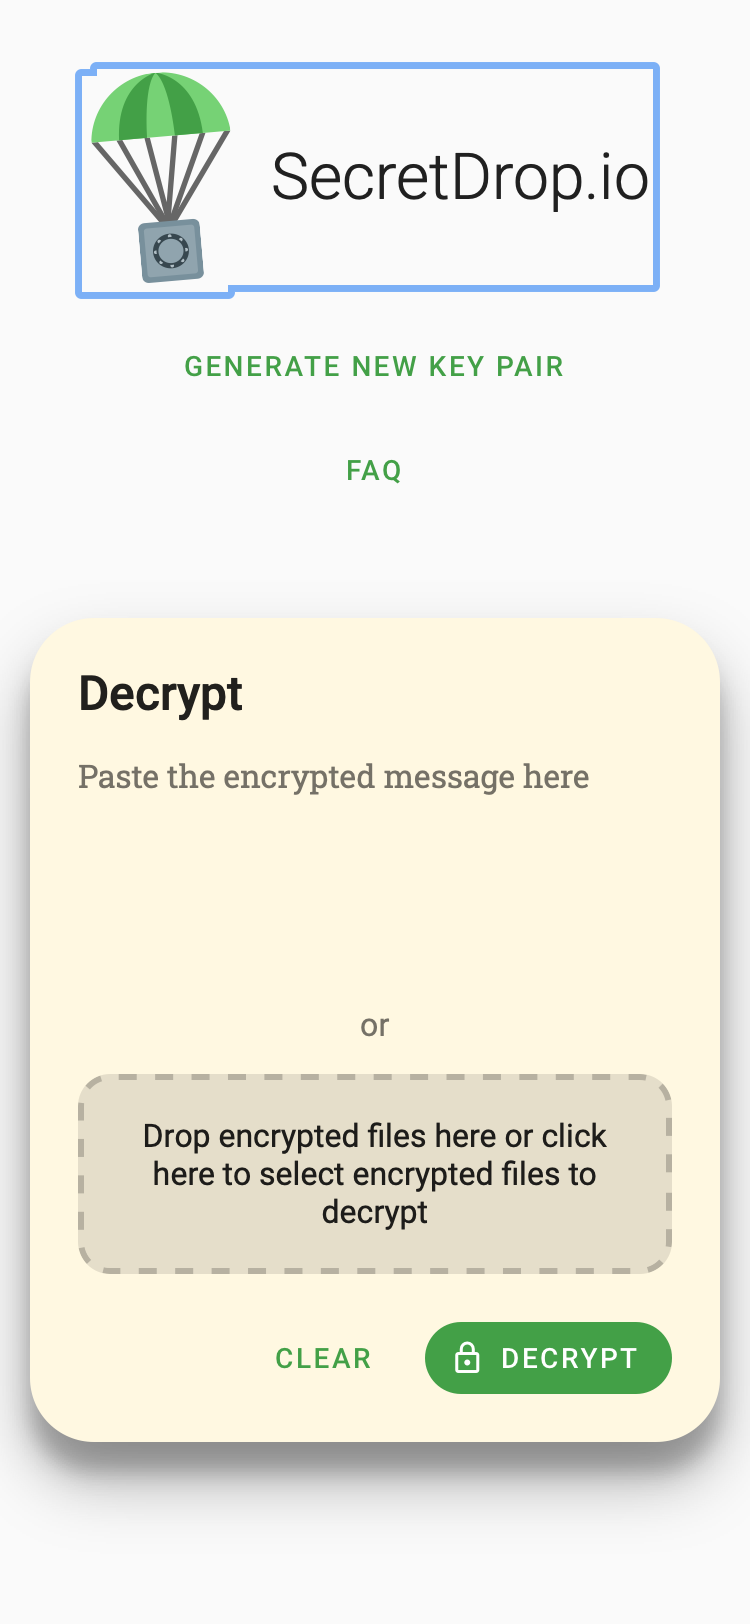 SecretDrop.io
GENERATE NEW KEY PAIR
FAQ
Decrypt
Paste the encrypted message here
or
Drop encrypted files here or click
here to select encrypted files to
decrypt
CLEAR
DECRYPT